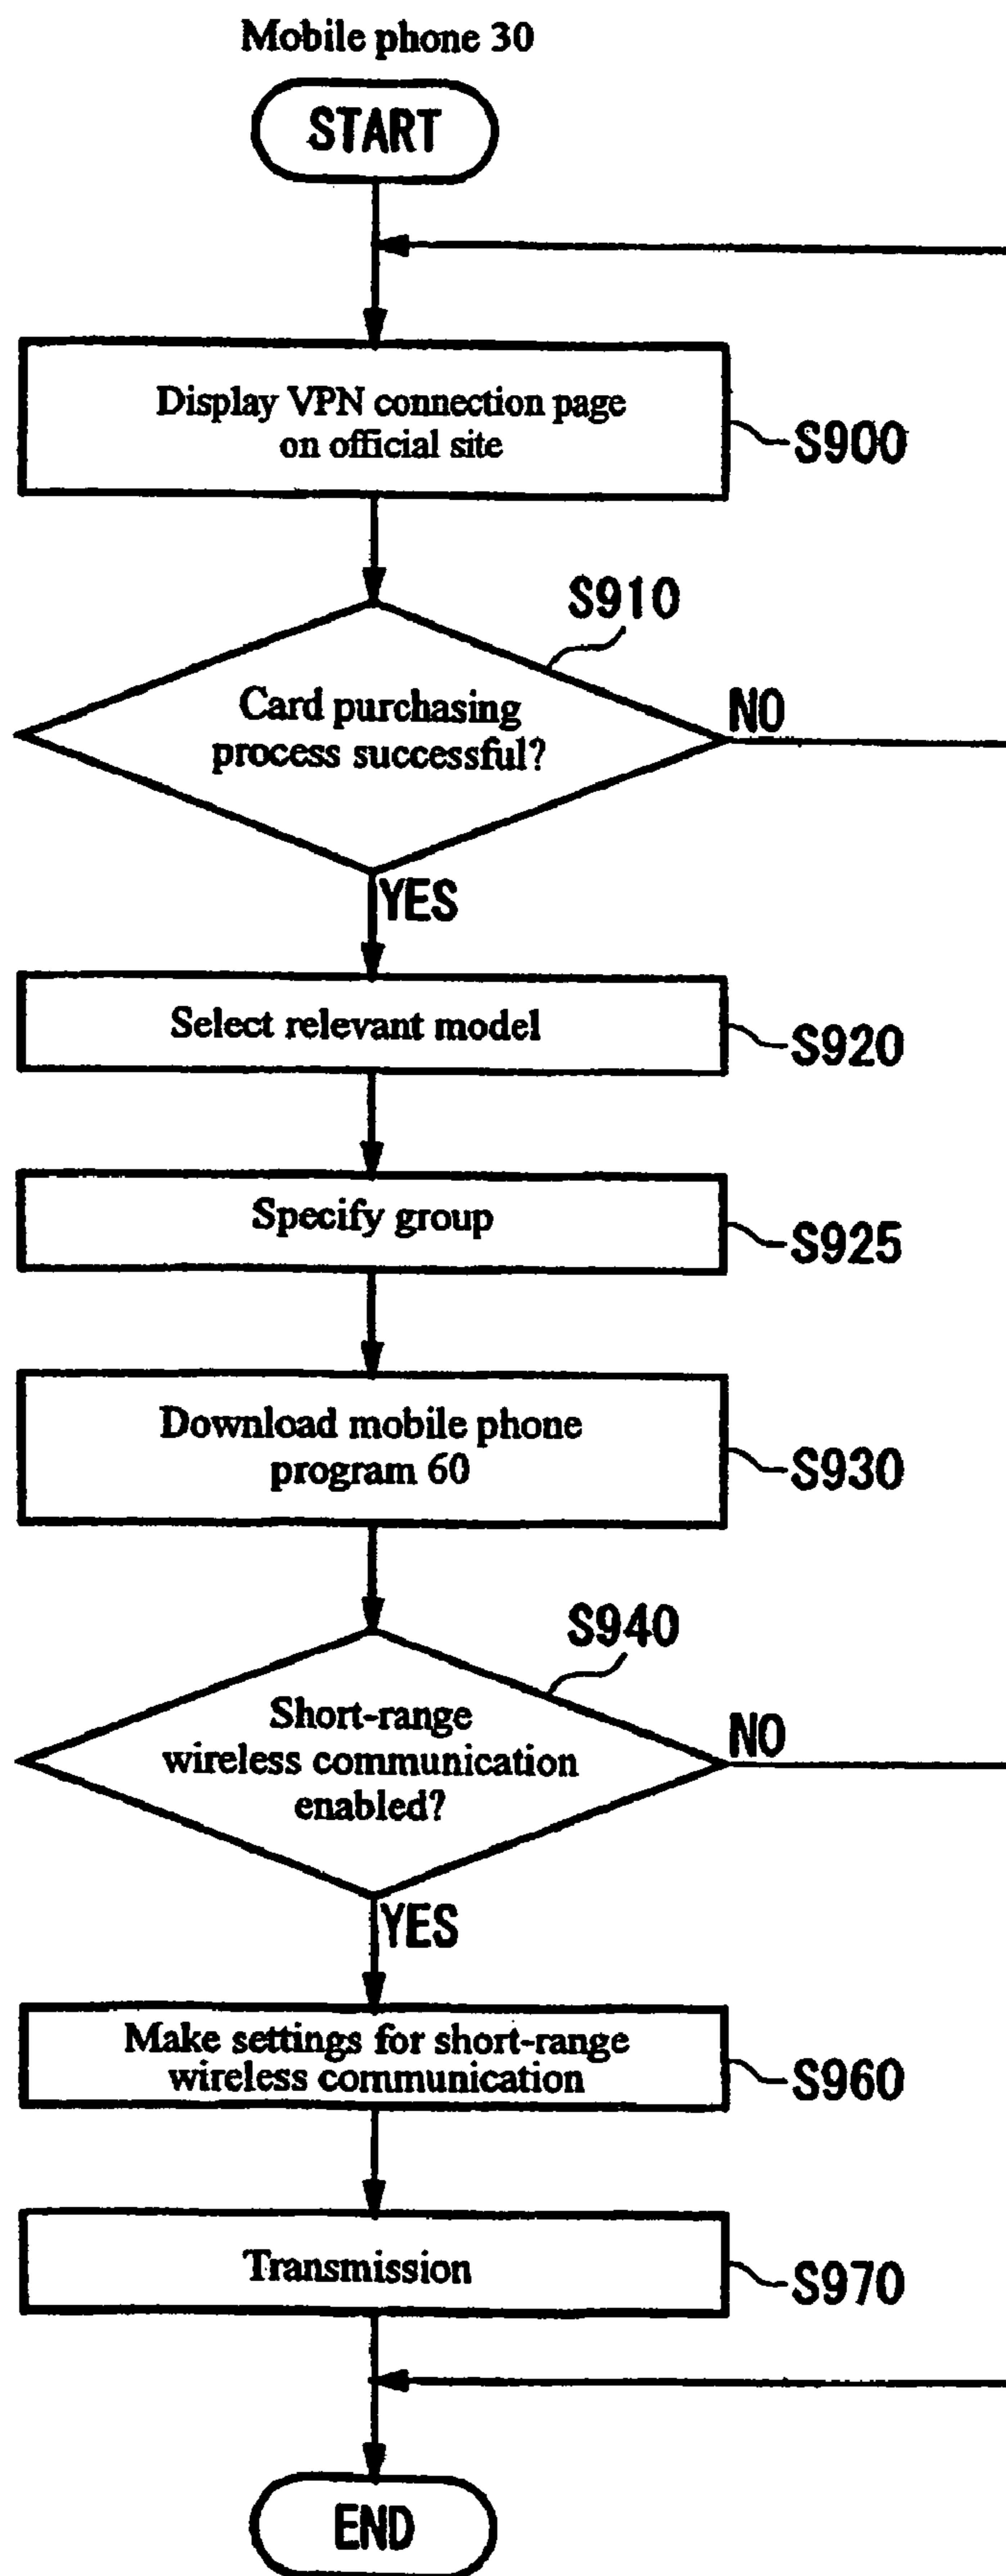 Mobile phone 30
START
Display VPN connection page
on official site
S900
S910
Card purchasing
process successful?
NO
YES
Select relevant model
S920
Specify group
S925
Download mobile phone
program 60
S930
S940
Short-range
wireless communication
enabled?
NO
YES
Make settings for short-range
wireless communication
S960
Transmission
S970
END